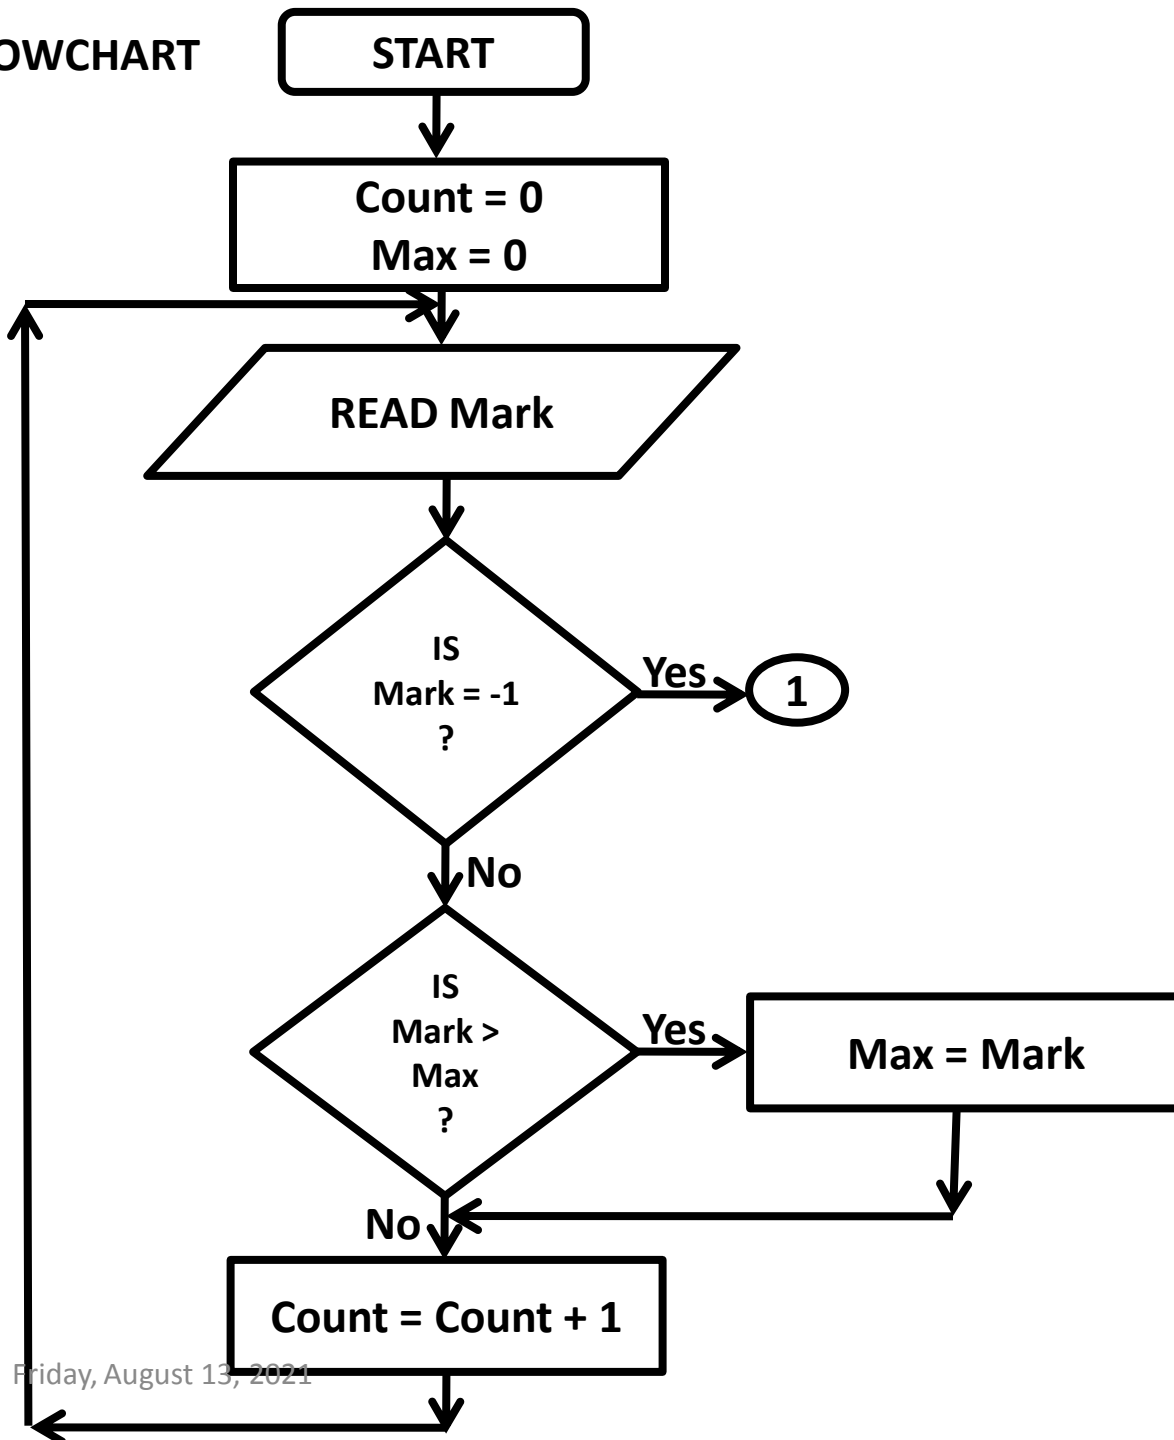 OWCHART
START
Count = 0
Max = 0
READ Mark
IS
Mark = -1
?
Yes
1
No
IS
Mark >
Max
?
Yes
Max = Mark
No
Count = Count + 1
Friday, August 13, 2021